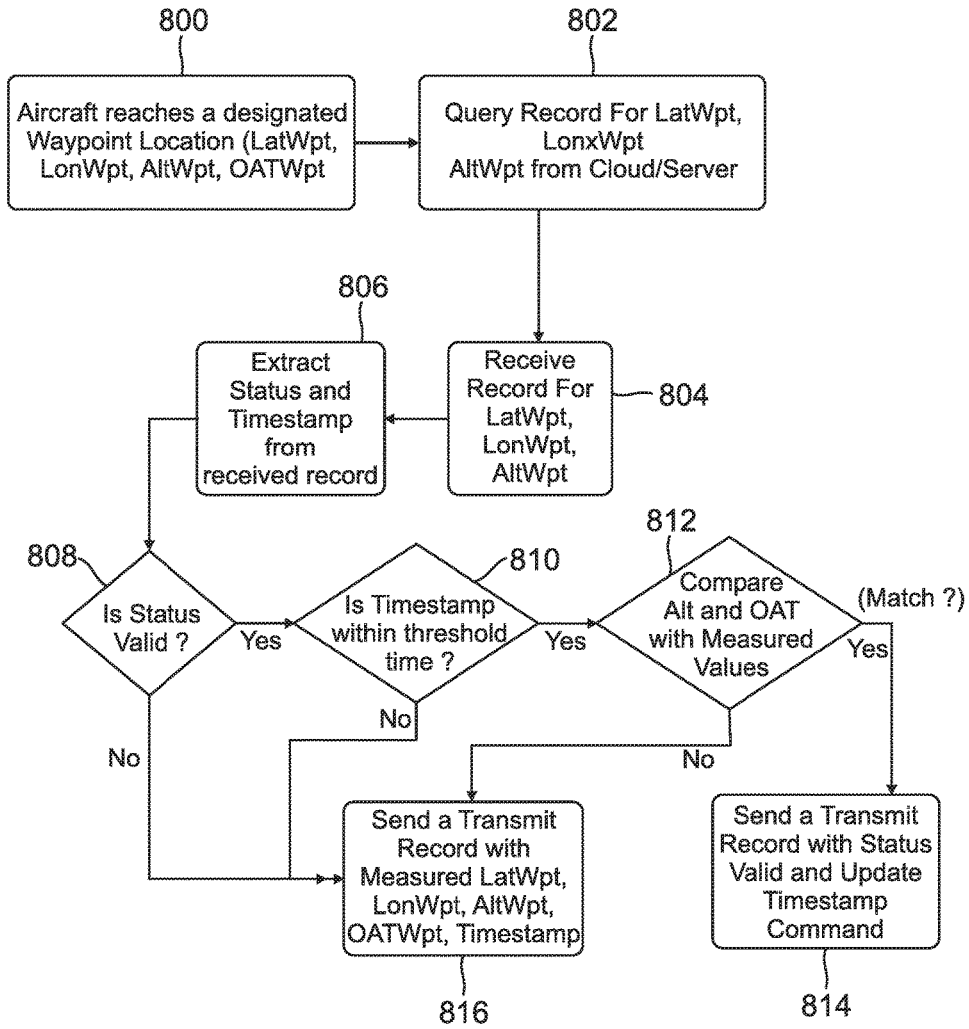 800
Aircraft reaches a designated
Waypoint Location (LatWpt,
LonWpt, AltWpt, OATWpt
802
Query Record For LatWpt,
LonxWpt
AltWpt from Cloud/Server
806
Extract
Status and
Timestamp
from
received record
Receive
Record For
LatWpt,
LonWpt,
AltWpt
804
808
Is Status
Valid ?
Yes
No
810
Is Timestamp
within threshold
time ?
Yes
No
812
Compare
Alt and OAT
with Measured
Values
(Match ?)
Yes
No
Send a Transmit
Record with
Measured LatWpt,
LonWpt, AltWpt,
OATWpt, Timestamp
816
Send a Transmit
Record with Status
Valid and Update
Timestamp
Command
814